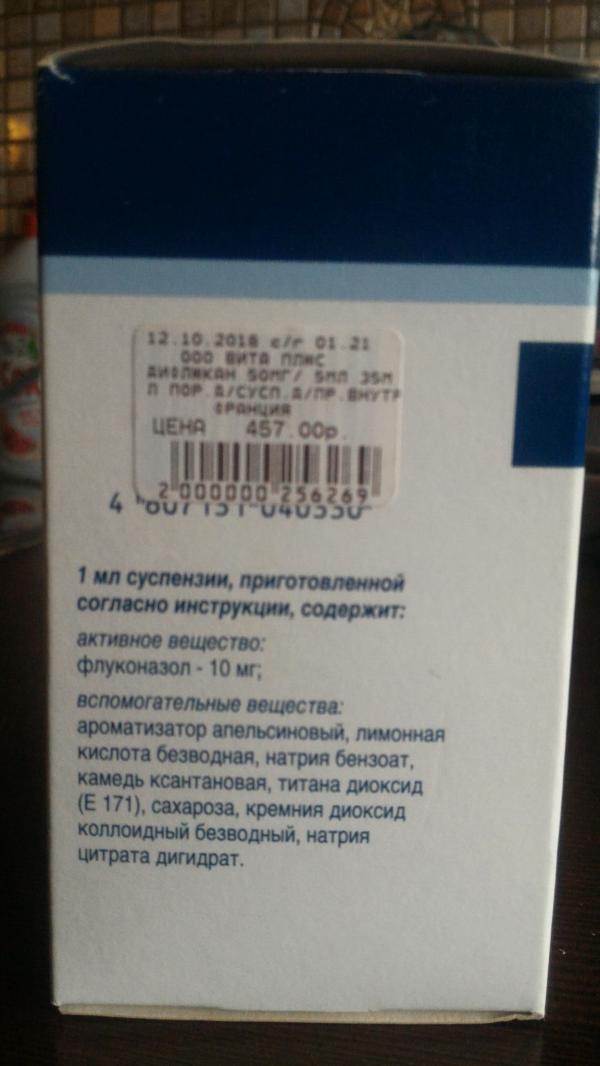 12.10.2018 с/г 01.21
ООО ВИТА ПЛЮС
ДИФЛЮКАН 50МГ/ 5МЛ 35М
Л ПОР.Д/СУСП.Д/ПР.ВНУТР
ФРАНЦИЯ
ЦЕНА 457.00р.
2 000000 256269
4 607131 040330
1 мл суспензии, приготовленной
согласно инструкции, содержит:
активное вещество:
флуконазол - 10 мг;
вспомогательные вещества:
ароматизатор апельсиновый, лимонная
кислота безводная, натрия бензоат,
камедь ксантановая, титана диоксид
(Е 171), сахароза, кремния диоксид
коллоидный безводный, натрия
цитрата дигидрат.